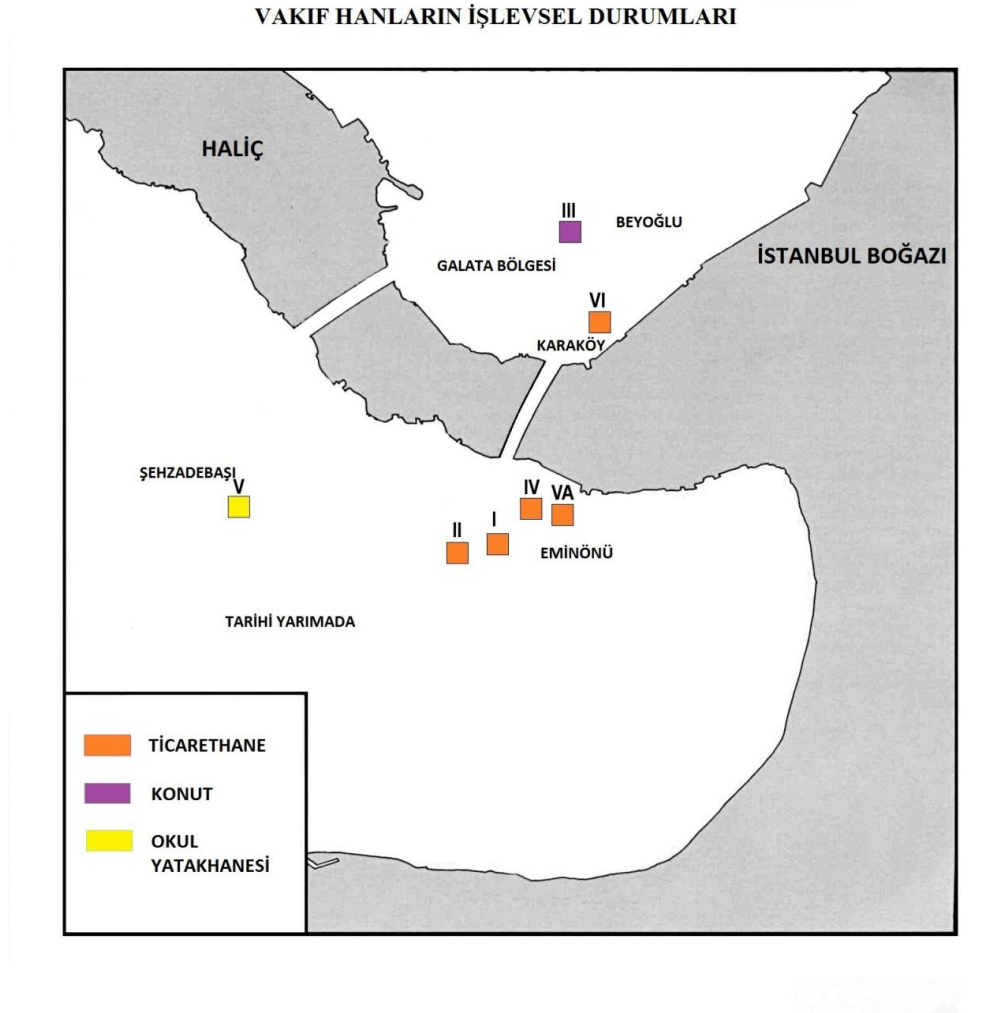 VAKIF HANLARIN İŞLEVSEL DURUMLARI
HALİÇ
III
BEYOĞLU
İSTANBUL BOĞAZI
GALATA BÖLGESİ
VI
KARAKÖY
ŞEHZADEBAŞI
V
IV
VA
I
II
EMİNÖNÜ
TARİHİ YARIMADA
TİCARETHANE
KONUT
OKUL
YATAKHANESİ